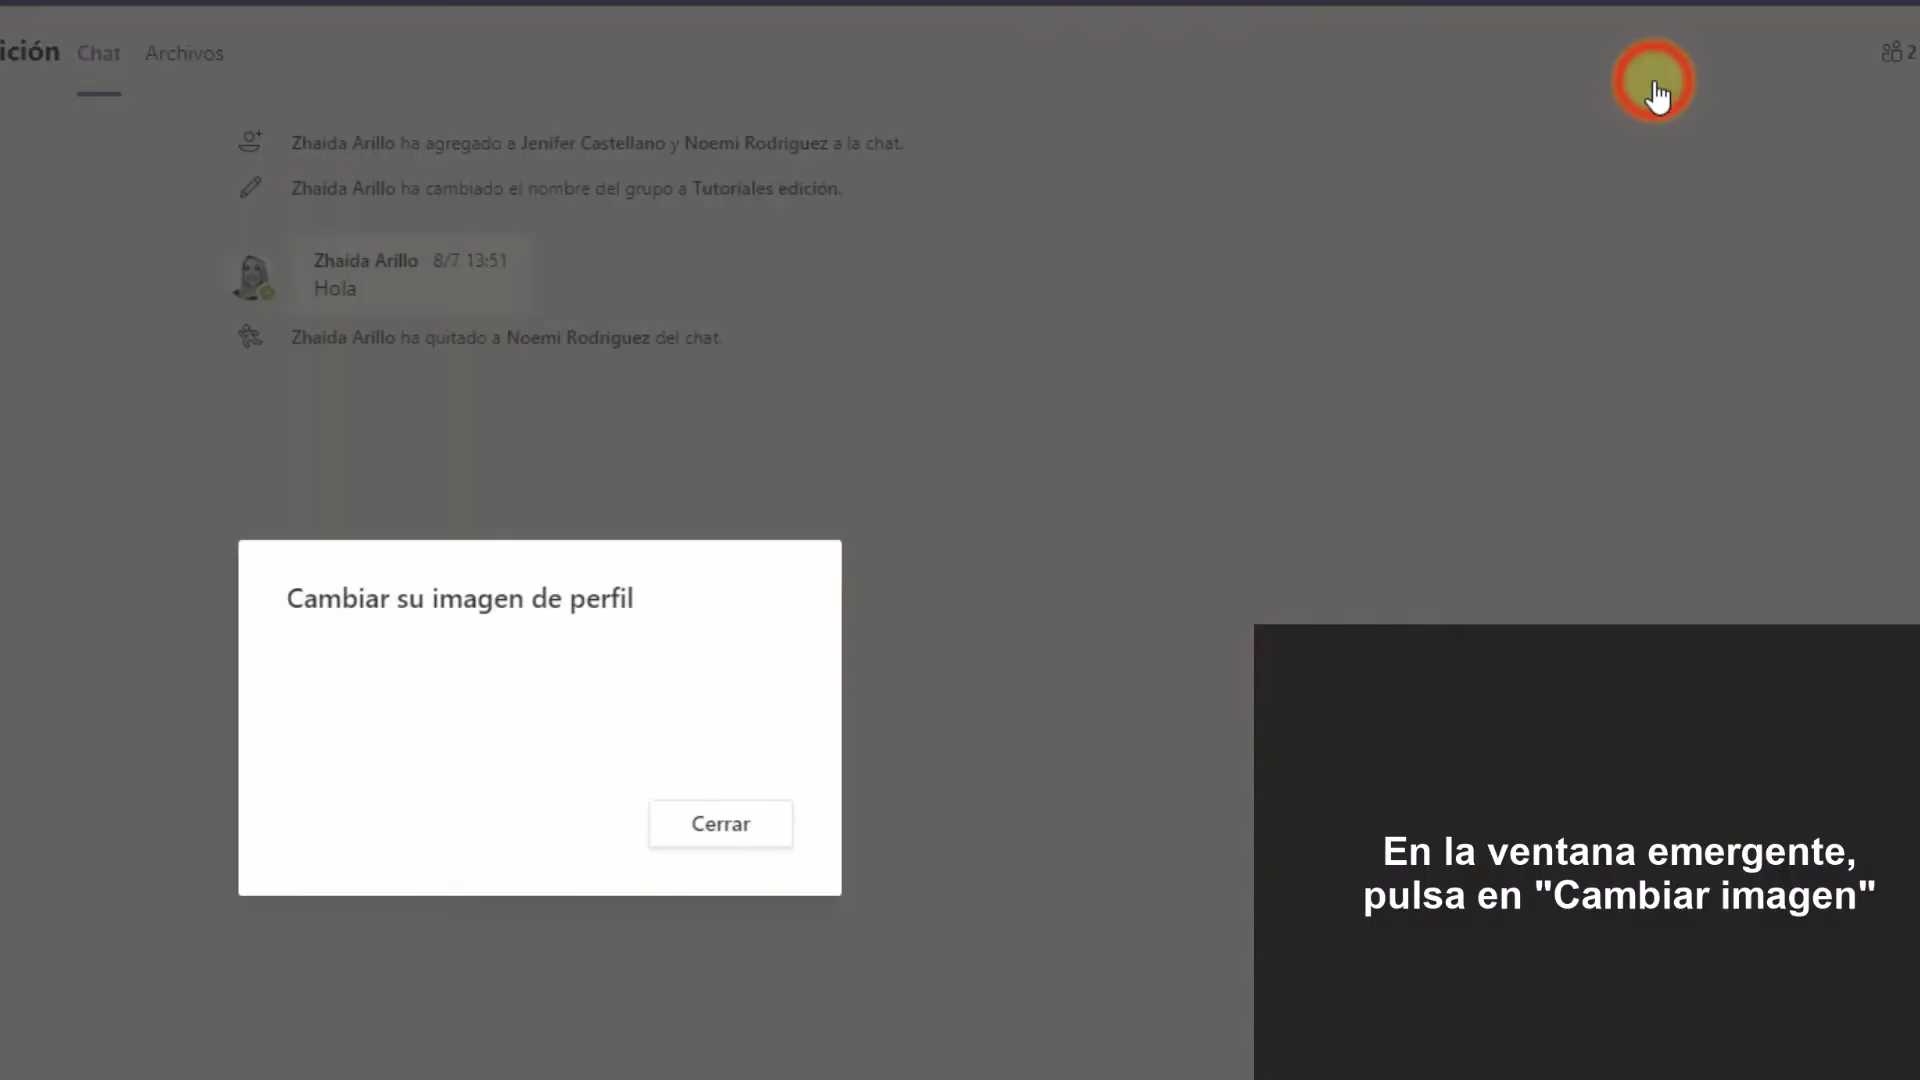 ición Chat Archivos 2
Zhaida Arillo ha agregado a Jenifer Castellano y Noemi Rodriguez a la chat.
Zhaida Arillo ha cambiado el nombre del grupo a Tutoriales edición.
Zhaida Arillo 8/7 13:51
Hola
Zhaida Arillo ha quitado a Noemi Rodriguez del chat.
Cambiar su imagen de perfil
Cerrar
En la ventana emergente,
pulsa en "Cambiar imagen"